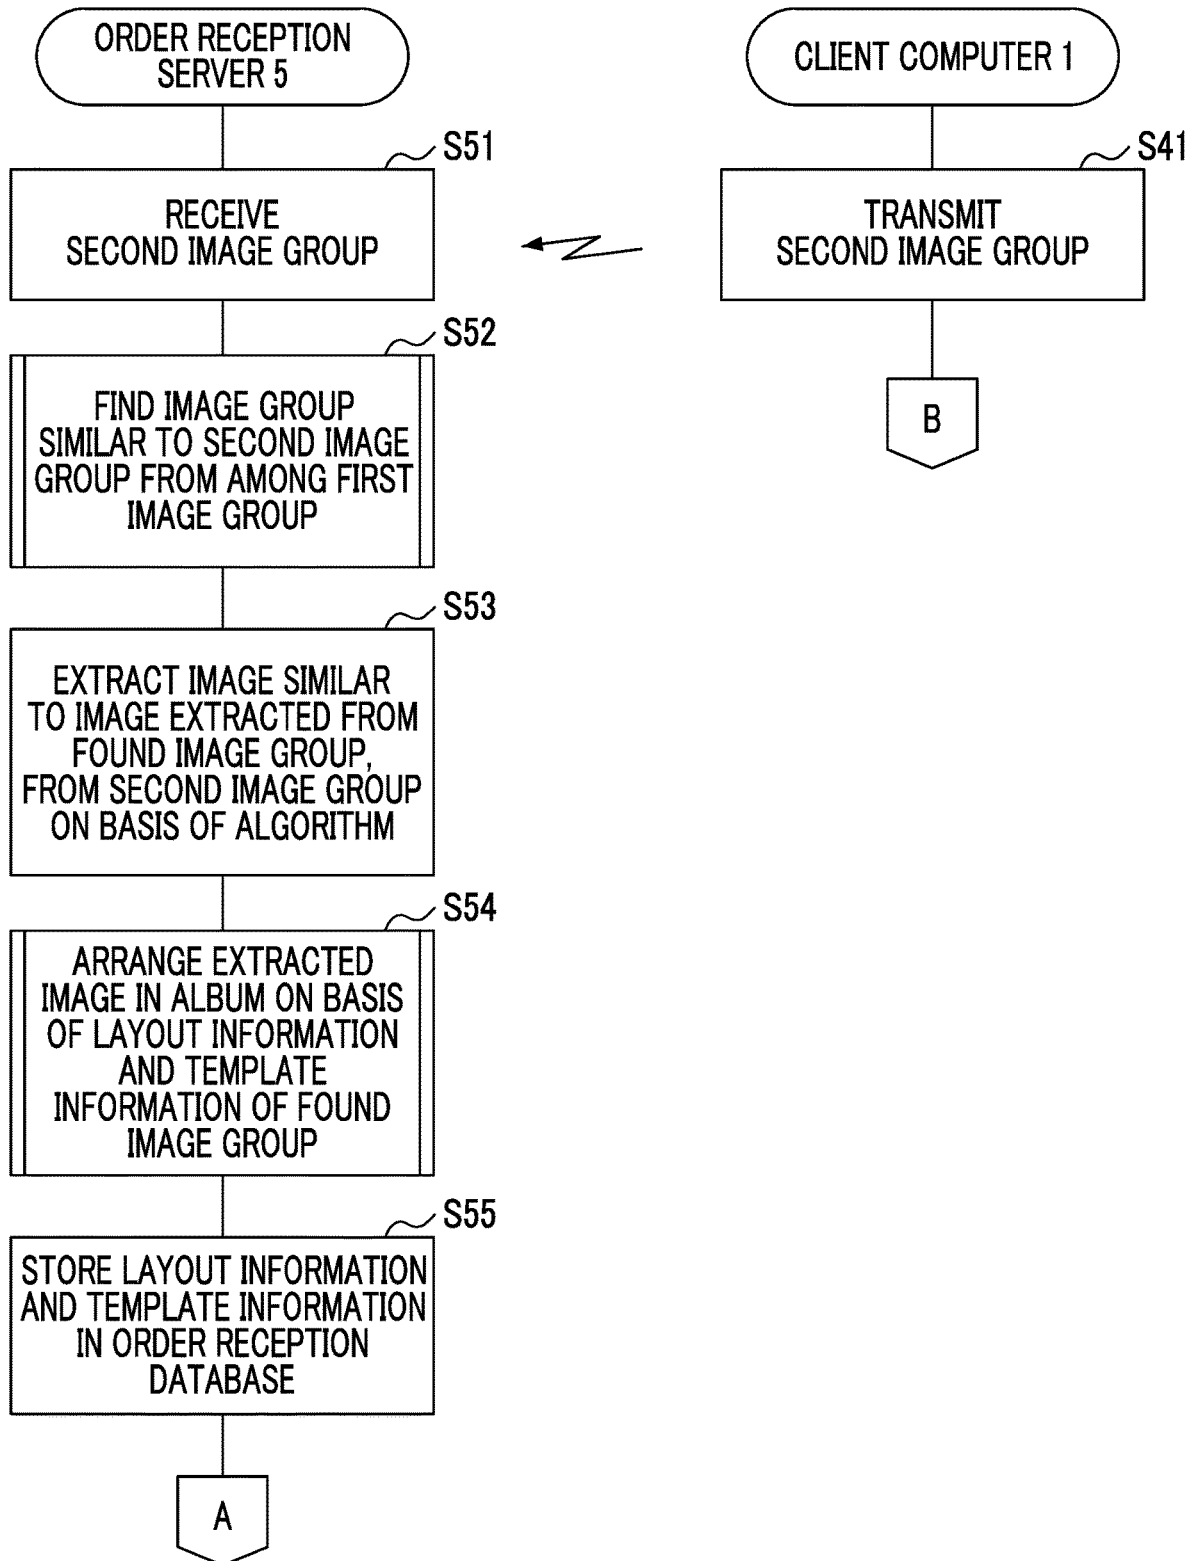 ORDER RECEPTION
SERVER 5
S51
RECEIVE
SECOND IMAGE GROUP
S52
FIND IMAGE GROUP
SIMILAR TO SECOND IMAGE
GROUP FROM AMONG FIRST
IMAGE GROUP
S53
EXTRACT IMAGE SIMILAR
TO IMAGE EXTRACTED FROM
FOUND IMAGE GROUP,
FROM SECOND IMAGE GROUP
ON BASIS OF ALGORITHM
S54
ARRANGE EXTRACTED
IMAGE IN ALBUM ON BASIS
OF LAYOUT INFORMATION
AND TEMPLATE
INFORMATION OF FOUND
IMAGE GROUP
S55
STORE LAYOUT INFORMATION
AND TEMPLATE INFORMATION
IN ORDER RECEPTION
DATABASE
A
CLIENT COMPUTER 1
S41
TRANSMIT
SECOND IMAGE GROUP
B